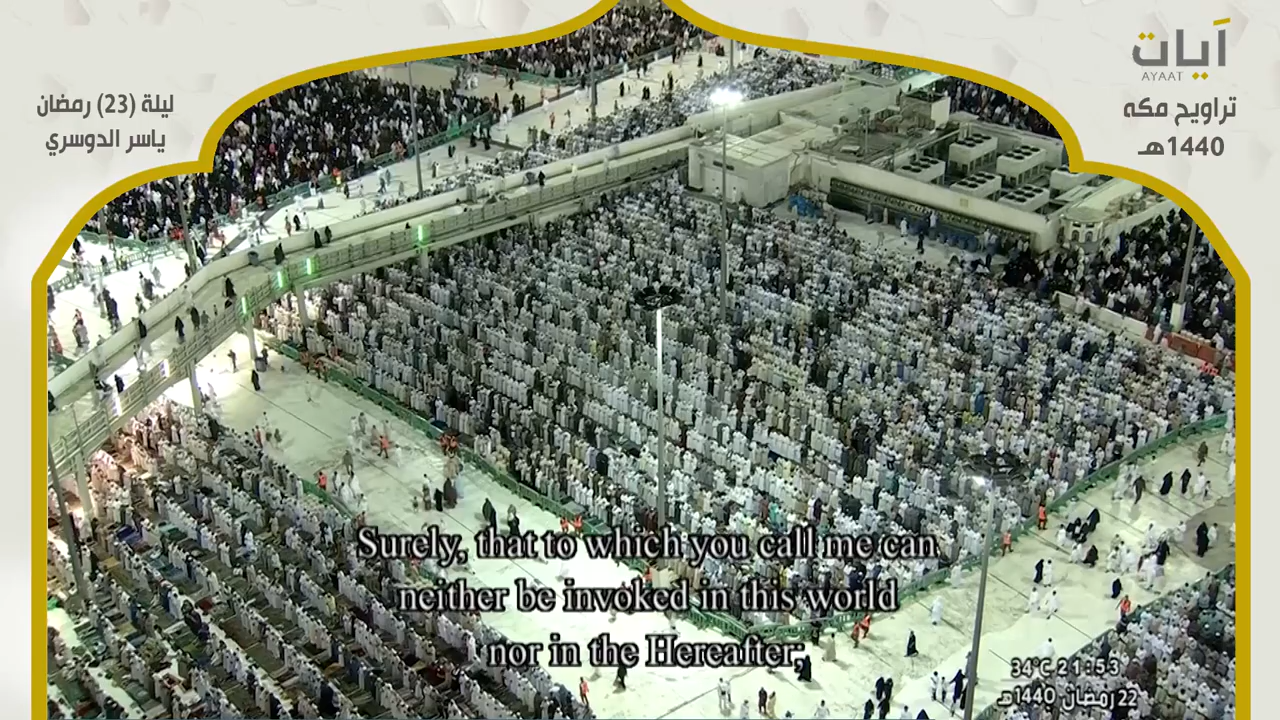 ليلة (23) رمضان
ياسر الدوسري
آيات
AYAAT
تراويح مكه
1440هـ
Surely, that to which you call me can
neither be invoked in this world
nor in the Hereafter;
34°C 21:53
22 رمضان 1440هـ